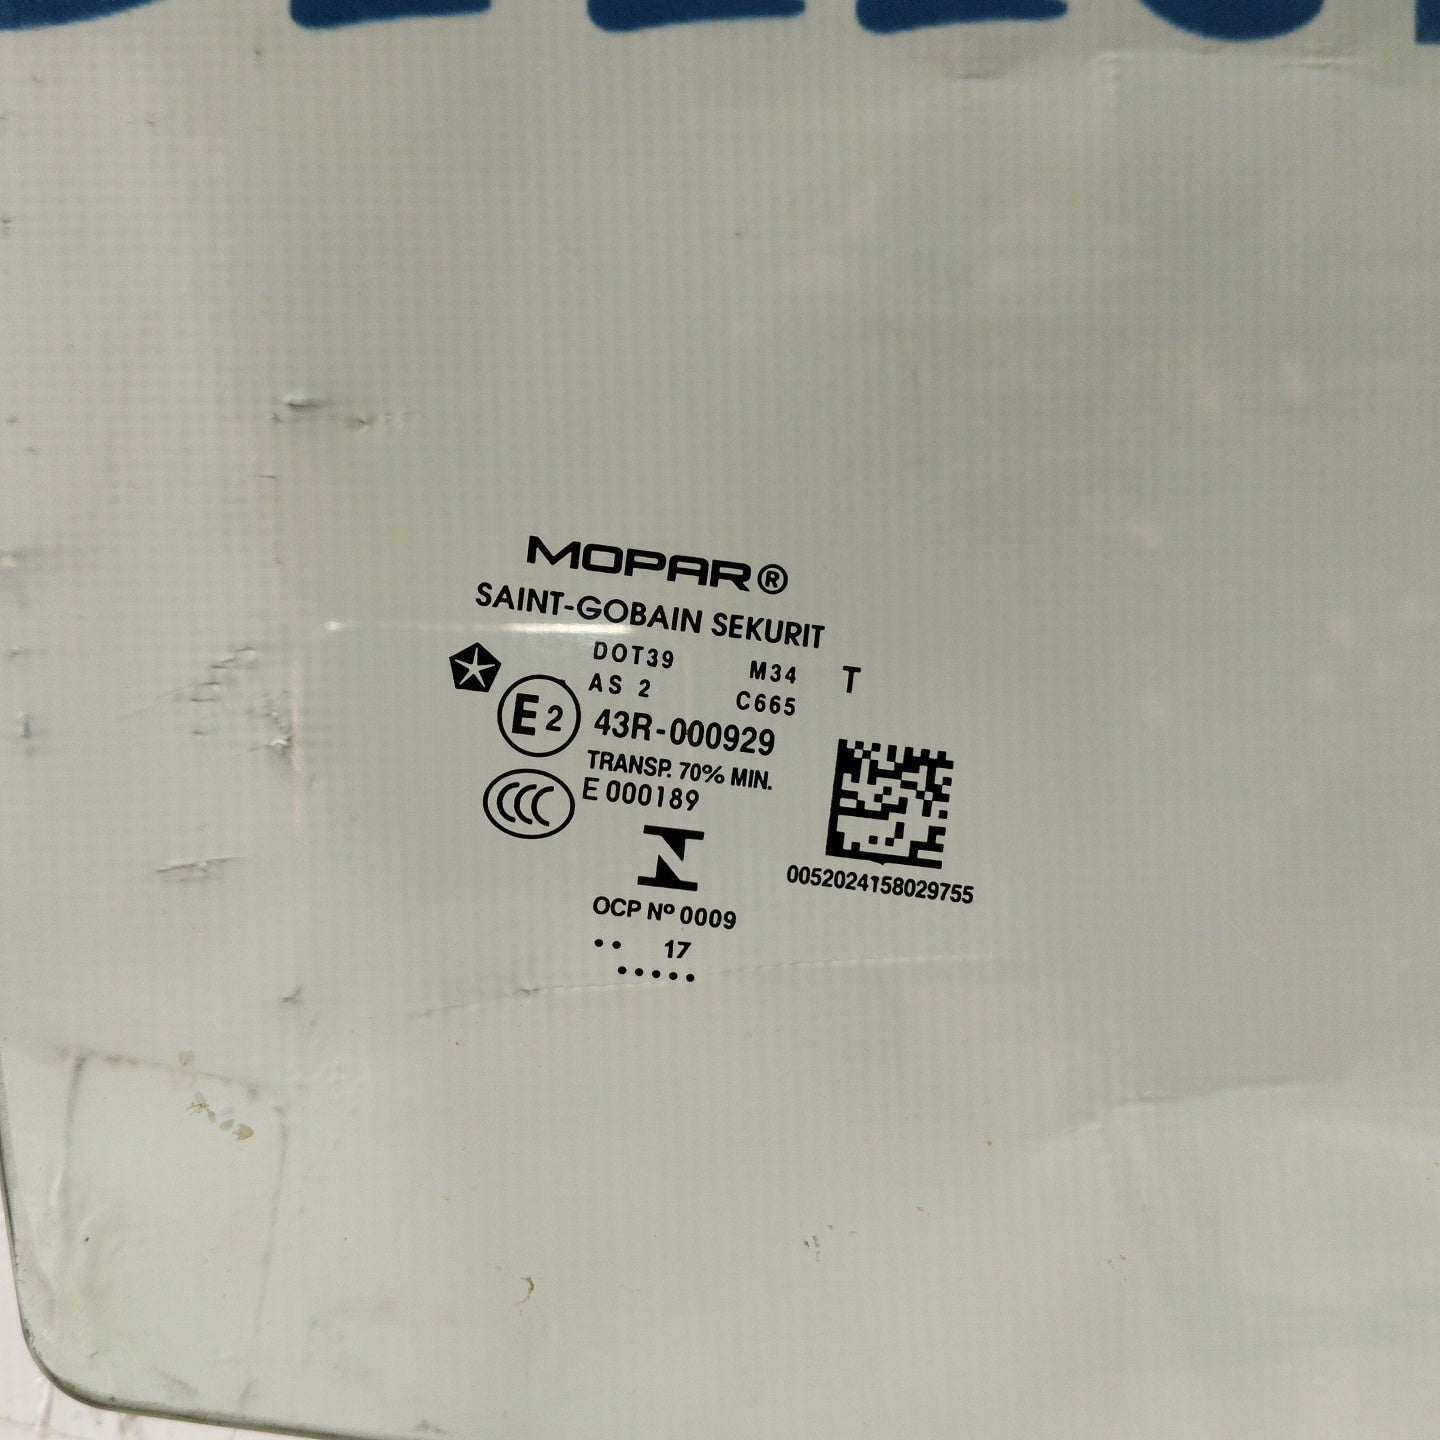 MOPAR®
SAINT-GOBAIN SEKURIT
DOT39 M34 T
AS 2 C665
E2 43R-000929
TRANSP. 70% MIN.
CCC E 000189
OCP Nº 0009
0052024158029755
.. 17
.....